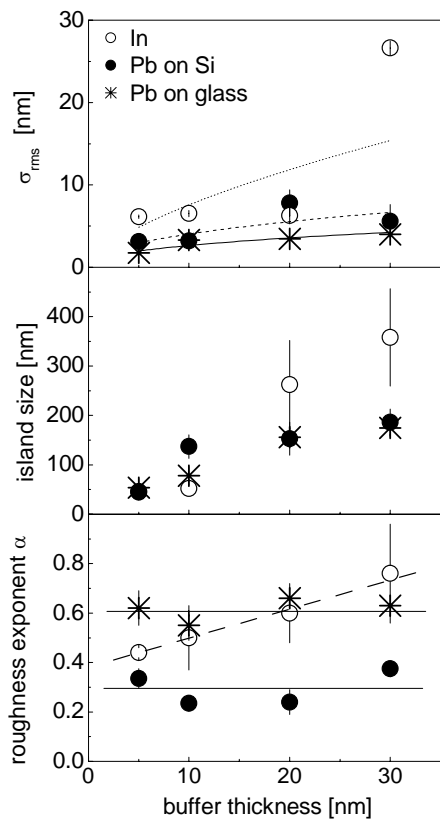 30
20
10
0
σrms [nm]
In
Pb on Si
Pb on glass
400
300
200
100
0
island size [nm]
0.8
0.6
0.4
0.2
0.0
roughness exponent α
0 10 20 30
buffer thickness [nm]